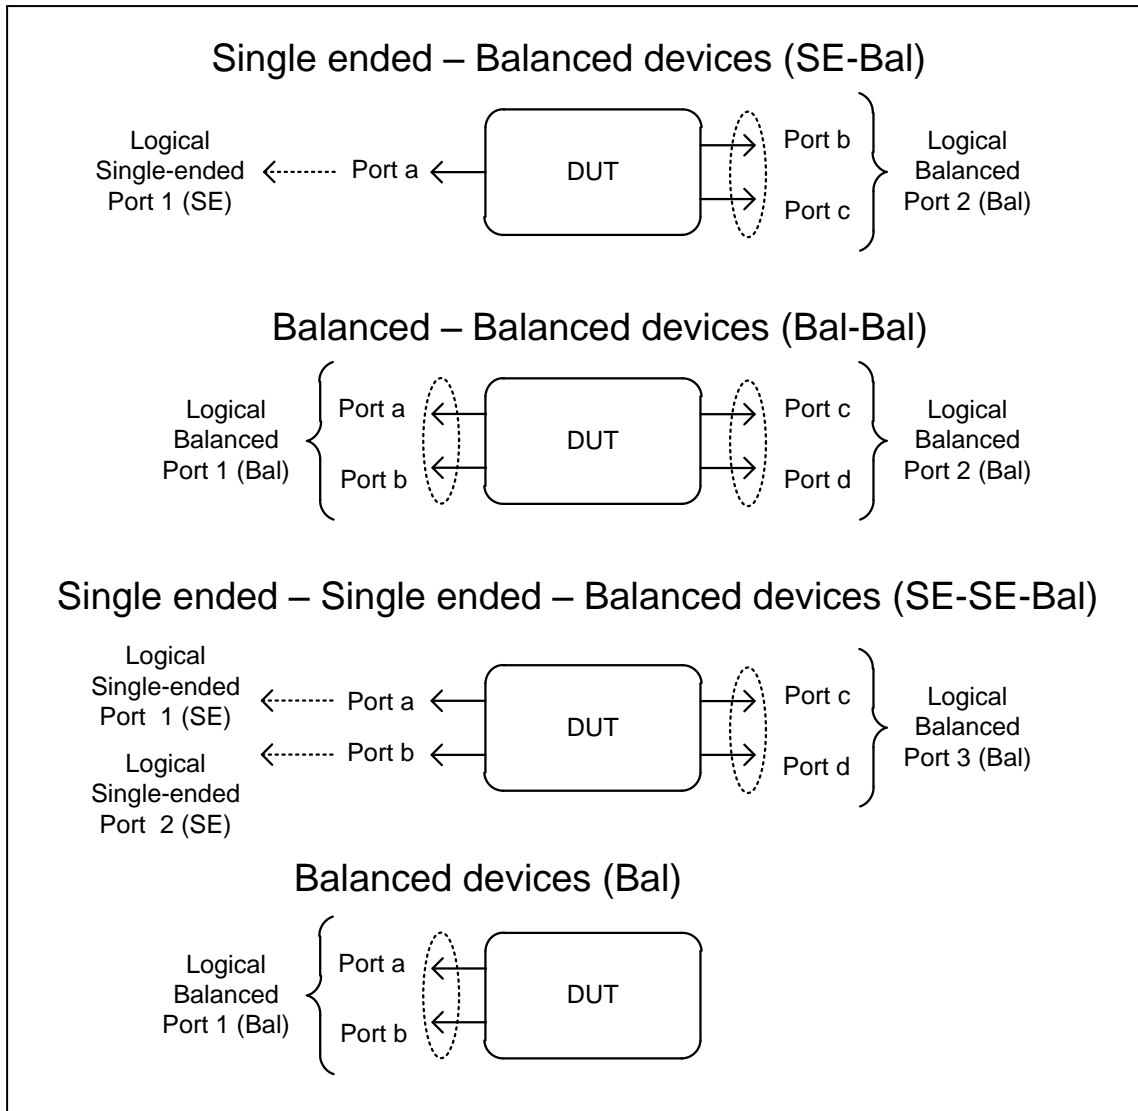 Single ended – Balanced devices (SE-Bal)
Logical
Single-ended
Port 1 (SE)
Port a
DUT
Port b
Port c
Logical
Balanced
Port 2 (Bal)
Balanced – Balanced devices (Bal-Bal)
Logical
Balanced
Port 1 (Bal)
Port a
Port b
DUT
Port c
Port d
Logical
Balanced
Port 2 (Bal)
Single ended – Single ended – Balanced devices (SE-SE-Bal)
Logical
Single-ended
Port 1 (SE)
Logical
Single-ended
Port 2 (SE)
Port a
Port b
DUT
Port c
Port d
Logical
Balanced
Port 3 (Bal)
Balanced devices (Bal)
Logical
Balanced
Port 1 (Bal)
Port a
Port b
DUT